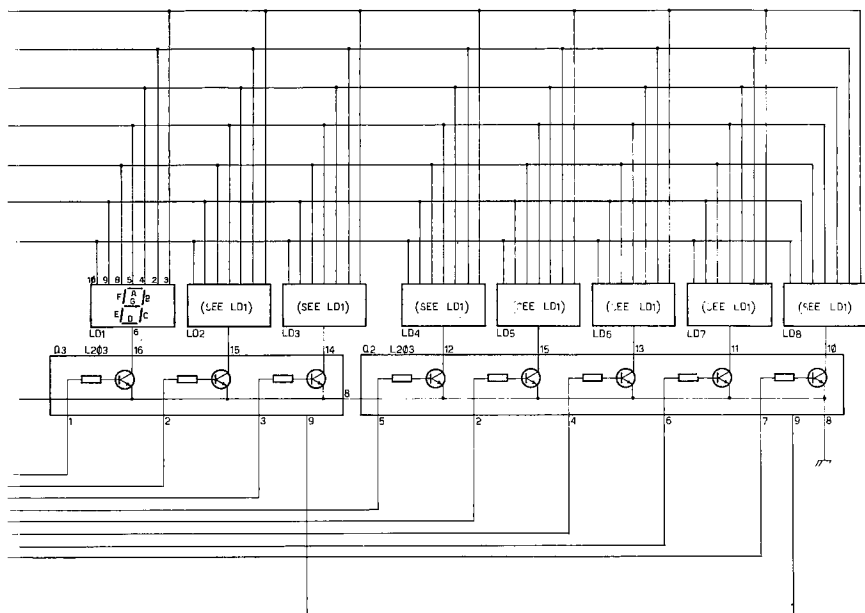 10 9 8 5 4 2 3
A
F G B
E D C
(SEE LD1) (SEE LD1) (SEE LD1) (SEE LD1) (SEE LD1) (SEE LD1) (SEE LD1)
LD1 LD2 LD3 LD4 LD5 LD6 LD7 LD8
6
Q3 L203 16 15 14 Q2 L203 12 15 13 11 10
8
1 2 3 9 5 2 4 6 7 9 8